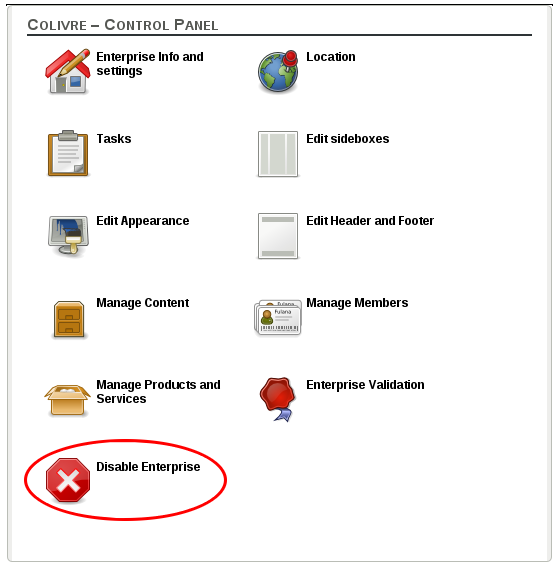 Colivre – Control Panel
Enterprise Info and
settings
Location
Tasks
Edit sideboxes
Edit Appearance
Edit Header and Footer
Manage Content
Fulana
Fulana
Manage Members
Manage Products and
Services
Enterprise Validation
Disable Enterprise